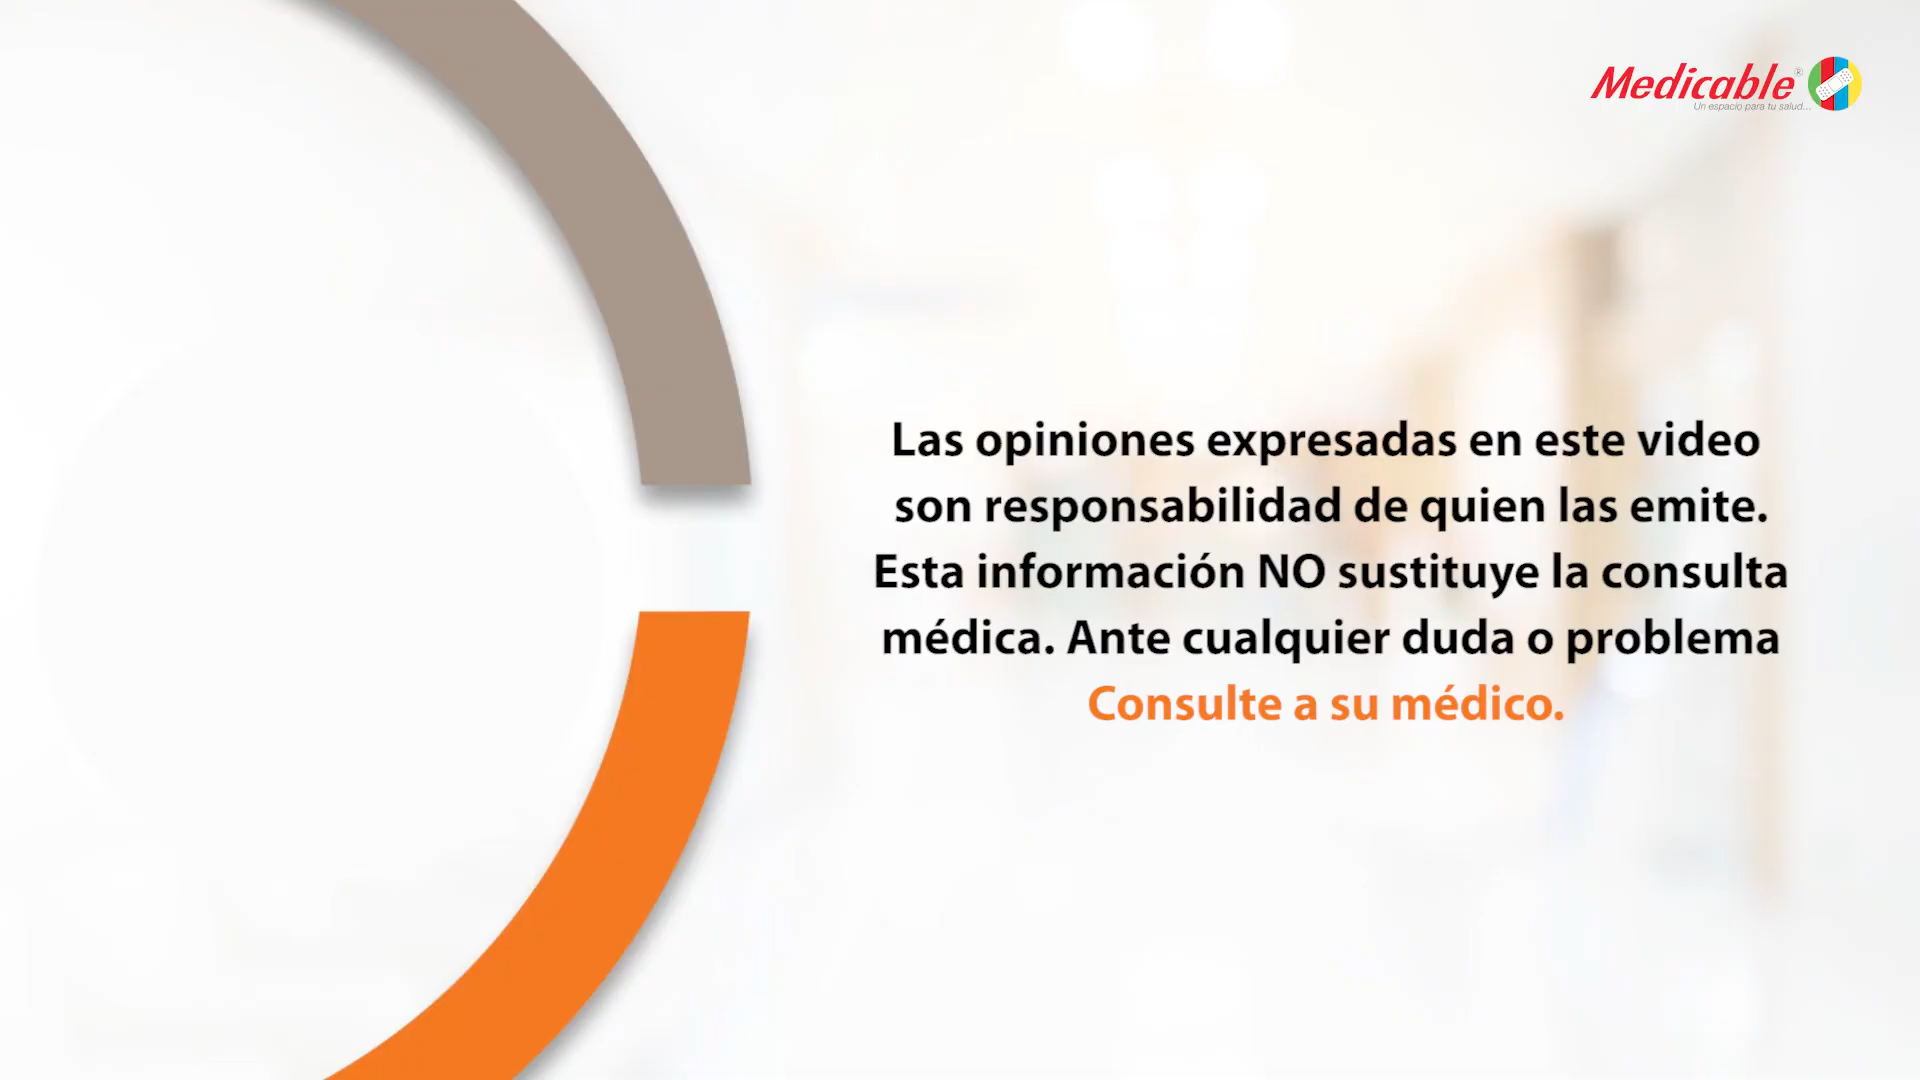 Medicable®
Un espacio para tu salud...
Las opiniones expresadas en este video
son responsabilidad de quien las emite.
Esta información NO sustituye la consulta
médica. Ante cualquier duda o problema
Consulte a su médico.